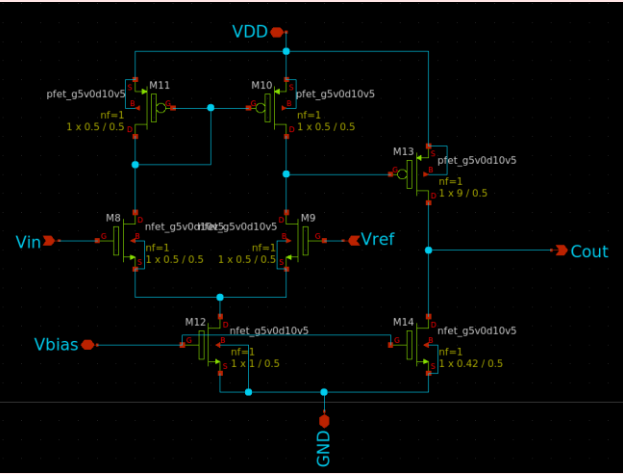 VDD
M11
M10
pfet_g5v0d10v5
pfet_g5v0d10v5
S
S
B
B
G
G
nf=1
nf=1
1 x 0.5 / 0.5
1 x 0.5 / 0.5
D
D
M13
S
pfet_g5v0d10v5
B
G
nf=1
1 x 9 / 0.5
D
M8
M9
D
D
nfet_g5v0d10v5
nfet_g5v0d10v5
Vin
G
B
B
G
Vref
nf=1
nf=1
1 x 0.5 / 0.5
1 x 0.5 / 0.5
S
S
Cout
M12
M14
D
D
nfet_g5v0d10v5
nfet_g5v0d10v5
Vbias
G
B
G
B
nf=1
nf=1
1 x 1 / 0.5
1 x 0.42 / 0.5
S
S
GND